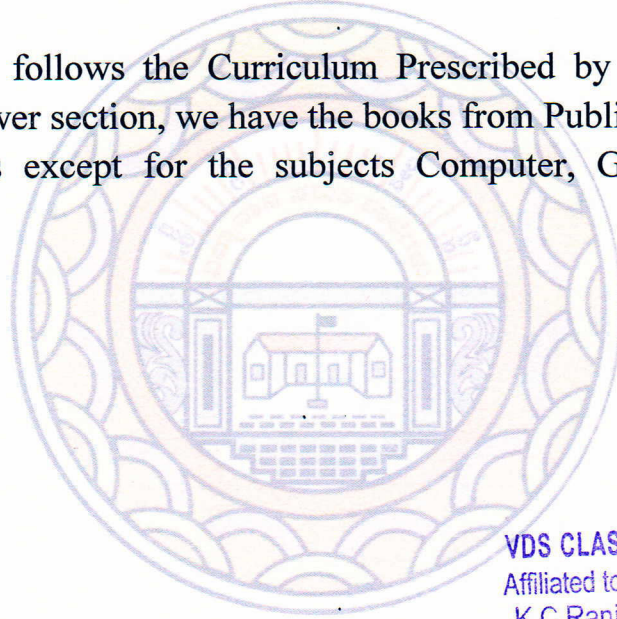 follows the Curriculum Prescribed by
ver section, we have the books from Publi
s except for the subjects Computer, G
VDS CLAS
Affiliated to
K C Rani